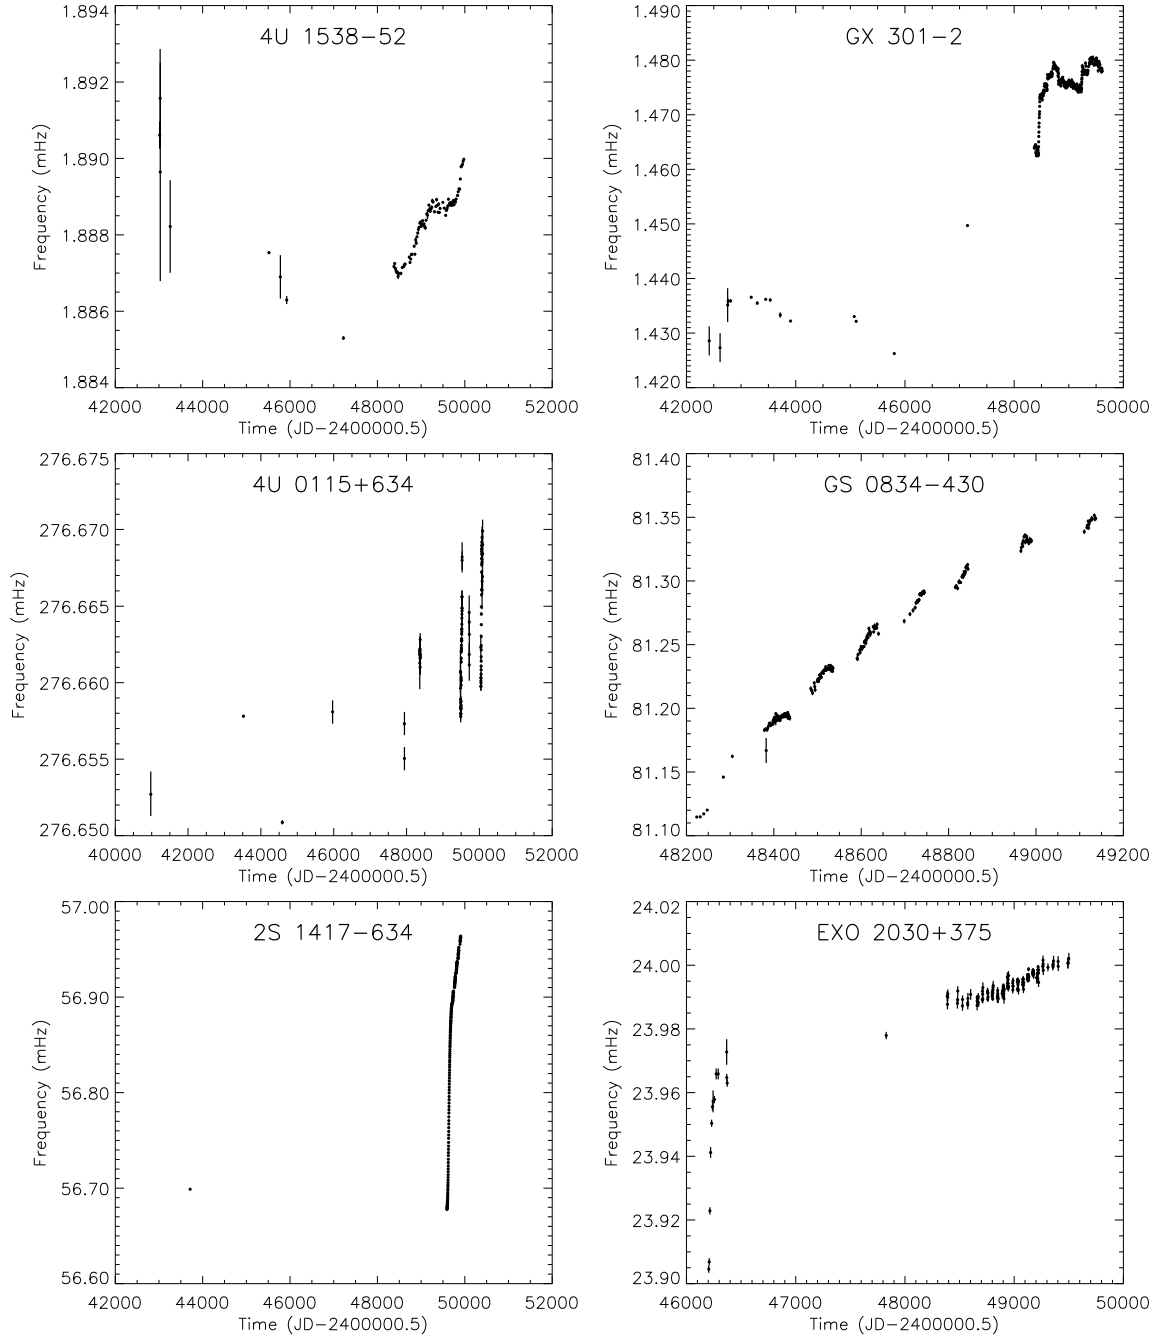 4U 1538−52
1.894
1.892
1.890
1.888
1.886
1.884
Frequency (mHz)
42000 44000 46000 48000 50000 52000
Time (JD−2400000.5)
GX 301−2
1.490
1.480
1.470
1.460
1.450
1.440
1.430
1.420
Frequency (mHz)
42000 44000 46000 48000 50000
Time (JD−2400000.5)
4U 0115+634
276.675
276.670
276.665
276.660
276.655
276.650
Frequency (mHz)
40000 42000 44000 46000 48000 50000 52000
Time (JD−2400000.5)
GS 0834−430
81.40
81.35
81.30
81.25
81.20
81.15
81.10
Frequency (mHz)
48200 48400 48600 48800 49000 49200
Time (JD−2400000.5)
2S 1417−634
57.00
56.90
56.80
56.70
56.60
Frequency (mHz)
42000 44000 46000 48000 50000 52000
Time (JD−2400000.5)
EXO 2030+375
24.02
24.00
23.98
23.96
23.94
23.92
23.90
Frequency (mHz)
46000 47000 48000 49000 50000
Time (JD−2400000.5)